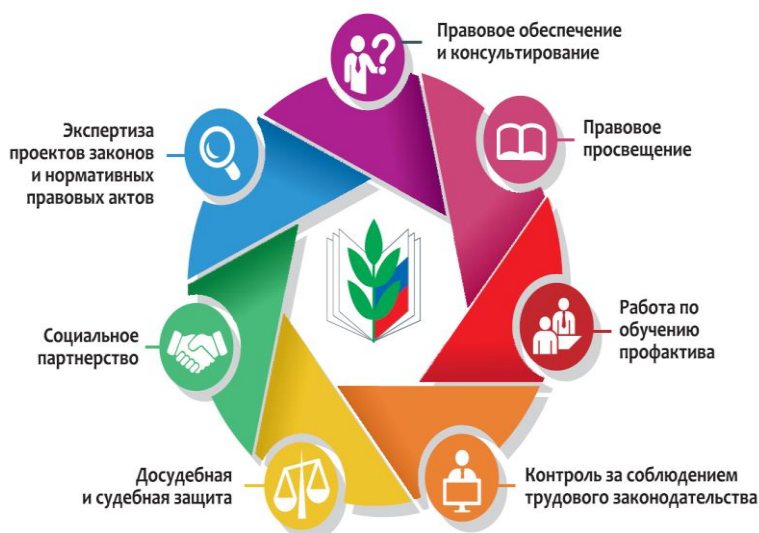 Правовое обеспечение
и консультирование
Правовое
просвещение
Работа по
обучению
профактива
Контроль за соблюдением
трудового законодательства
Досудебная
и судебная защита
Социальное
партнерство
Экспертиза
проектов законов
и нормативных
правовых актов